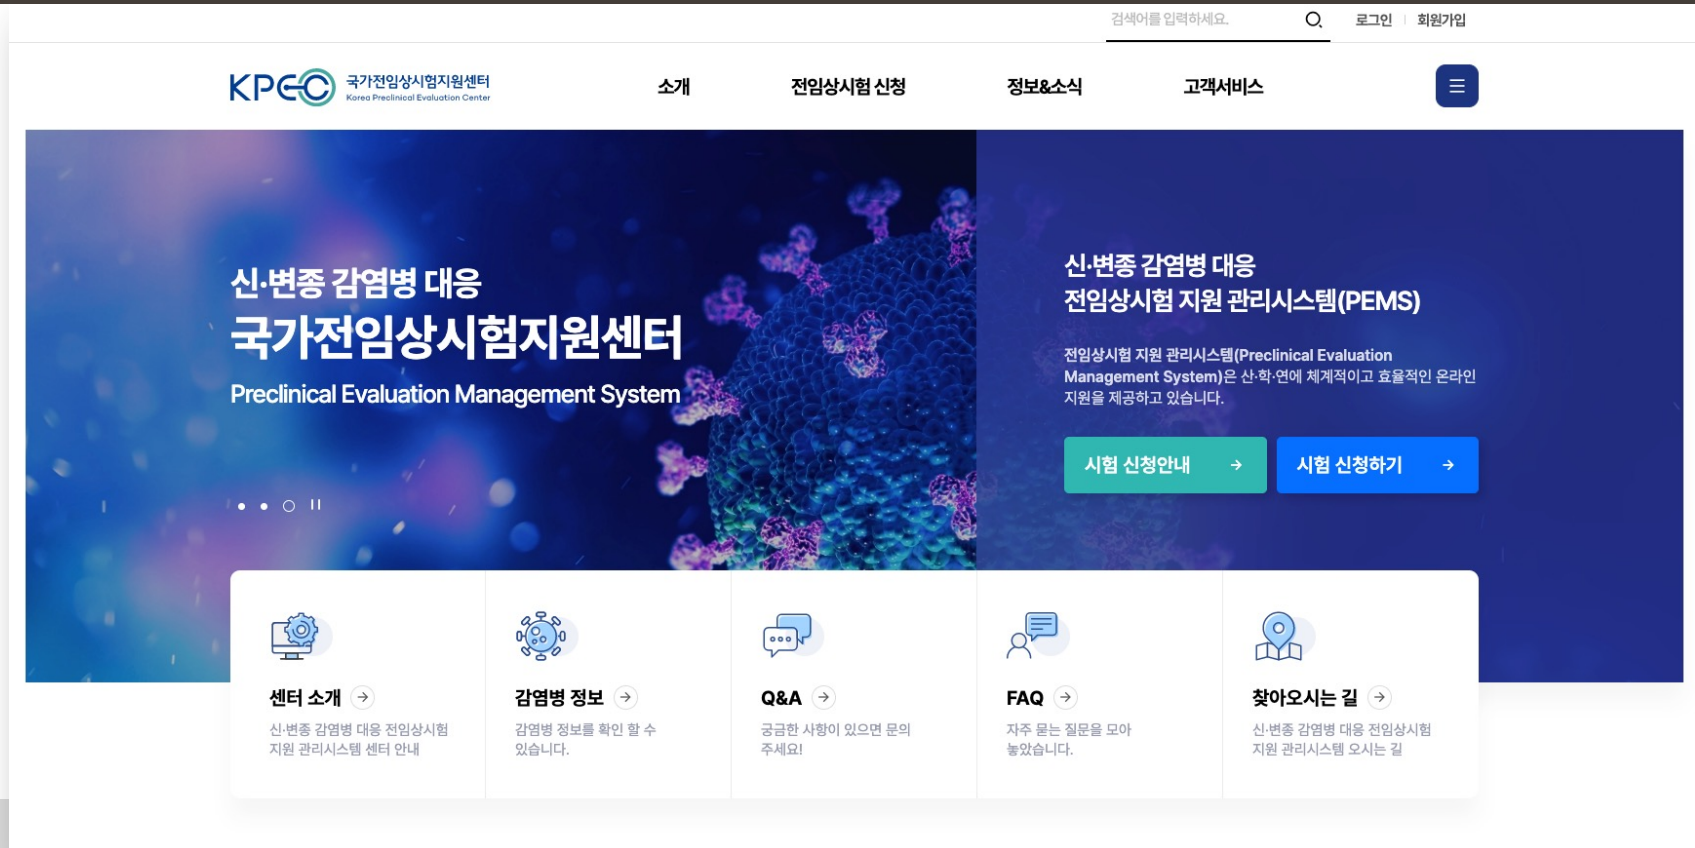 검색어를 입력하세요.
로그인
회원가입
KPEC 국가전임상시험지원센터
Korea Preclinical Evaluation Center
소개
전임상시험 신청
정보&소식
고객서비스
신·변종 감염병 대응
국가전임상시험지원센터
Preclinical Evaluation Management System
신·변종 감염병 대응
전임상시험 지원 관리시스템(PEMS)
전임상시험 지원 관리시스템(Preclinical Evaluation
Management System)은 산·학·연에 체계적이고 효율적인 온라인
지원을 제공하고 있습니다.
시험 신청안내
시험 신청하기
센터 소개
신·변종 감염병 대응 전임상시험
지원 관리시스템 센터 안내
감염병 정보
감염병 정보를 확인 할 수
있습니다.
Q&A
궁금한 사항이 있으면 문의
주세요!
FAQ
자주 묻는 질문을 모아
놓았습니다.
찾아오시는 길
신·변종 감염병 대응 전임상시험
지원 관리시스템 오시는 길